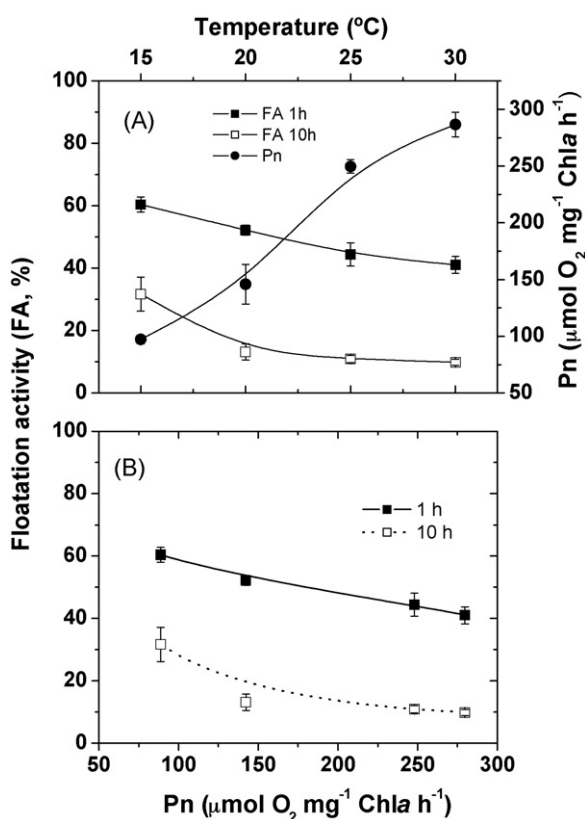 Temperature (ºC)
15 20 25 30
100
80
60
40
20
0
(A)
FA 1h
FA 10h
Pn
300
250
200
150
100
50
Pn (μmol O2 mg-1 Chla h-1)
Floatation activity (FA, %)
100
80
60
40
20
0
(B)
1 h
10 h
50 100 150 200 250 300
Pn (μmol O2 mg-1 Chla h-1)